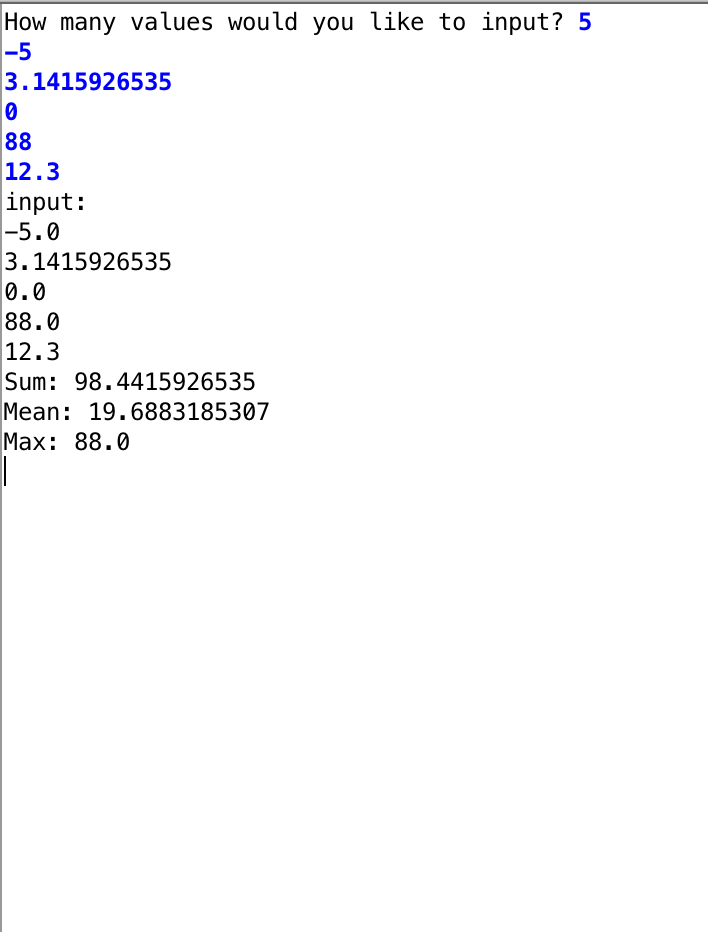 How many values would you like to input? 5
-5
3.1415926535
0
88
12.3
input:
-5.0
3.1415926535
0.0
88.0
12.3
Sum: 98.4415926535
Mean: 19.6883185307
Max: 88.0